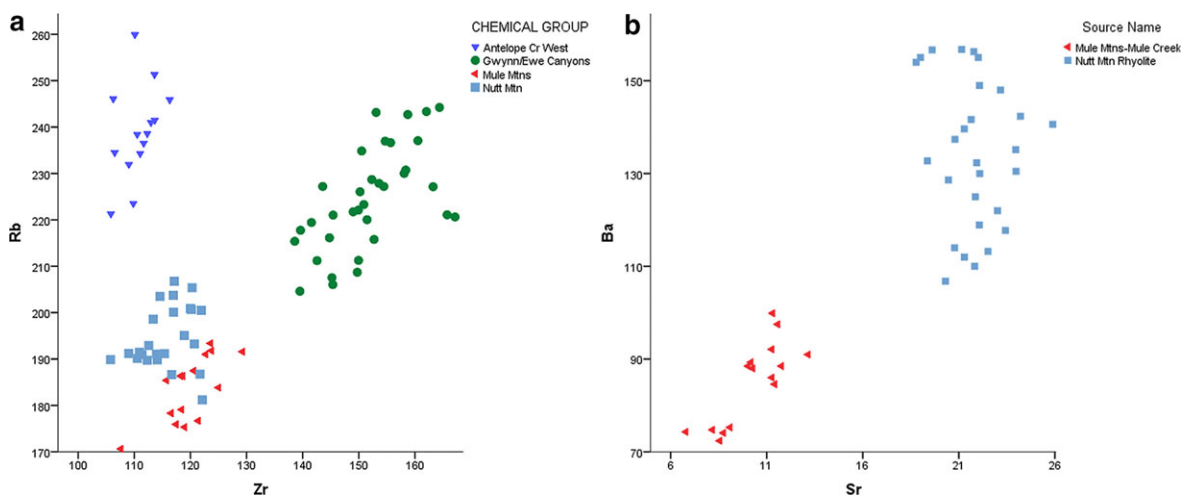 a
CHEMICAL GROUP
Antelope Cr West
Gwynn/Ewe Canyons
Mule Mtns
Nutt Mtn
260
250
240
230
220
210
200
190
180
170
Rb
100 110 120 130 140 150 160
Zr
b
Source Name
Mule Mtns-Mule Creek
Nutt Mtn Rhyolite
150
130
110
90
70
Ba
6 11 16 21 26
Sr